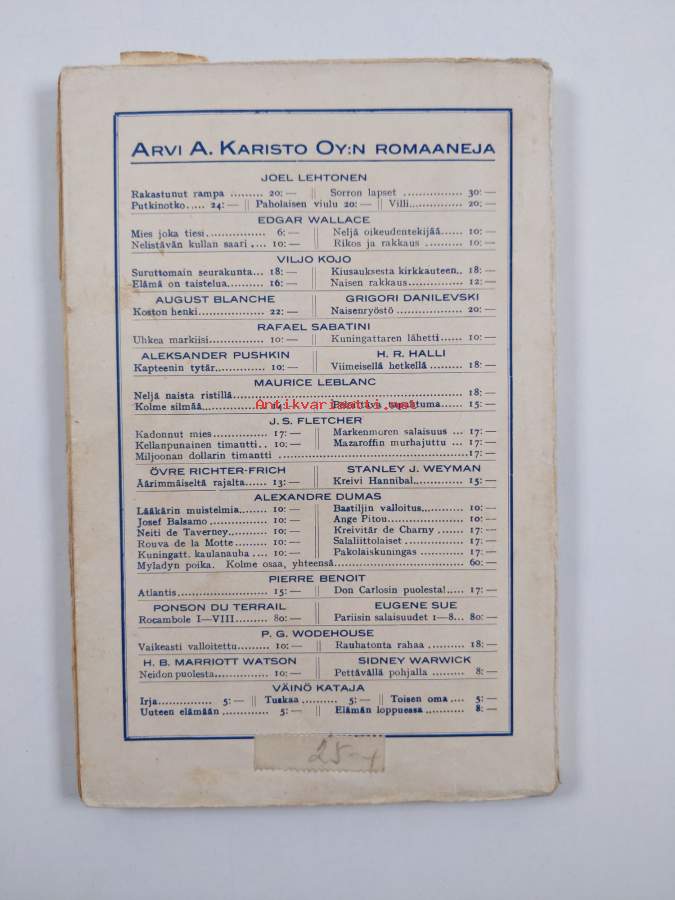 ARVI A. KARISTO OY:N ROMAANEJA
JOEL LEHTONEN
Rakastunut rampa ......... 20: — || Sorron lapset ................ 30: —
Putkinotko..... 24: — || Paholaisen viulu 20: — || Villi.............. 20: —
EDGAR WALLACE
Mies joka tiesi................ 6: — || Neljä oikeudentekijää...... 10: —
Nelistävän kullan saari .... 10: — || Rikos ja rakkaus .......... 10: —
VILJO KOJO
Suruttomain seurakunta... 18: — || Kiusauksesta kirkkauteen.. 18: —
Elämä on taistelua.......... 16: — || Naisen rakkaus.............. 12: —
AUGUST BLANCHE || GRIGORI DANILEVSKI
Koston henki................ 22: — || Naisenryöstö ................ 20: —
RAFAEL SABATINI
Uhkea markiisi.............. 10: — || Kuningattaren lähetti...... 10: —
ALEKSANDER PUSHKIN || H. R. HALLI
Kapteenin tytär.............. 10: — || Viimeisellä hetkellä ........ 18: —
MAURICE LEBLANC
Neljä naista ristillä.................................................... 18: —
Kolme silmää................ || 15: —
Antikvariaatti.net
J. S. FLETCHER
Kadonnut mies.............. 17: — || Markenmoren salaisuus ... 17: —
Kellanpunainen timantti.. 10: — || Mazaroffin murhajuttu ... 17: —
Miljoonan dollarin timantti ..........................................17: —
ÖVRE RICHTER-FRICH || STANLEY J. WEYMAN
Äärimmäiseltä rajalta...... 13: — || Kreivi Hannibal.............. 15: —
ALEXANDRE DUMAS
Lääkärin muistelmia........ 10: — || Bastiljin valloitus........... 10: —
Josef Balsamo .............. 10: — || Ange Pitou................... 10: —
Neiti de Taverney.......... 10: — || Kreivitär de Charny ....... 17: —
Rouva de la Motte ......... 10: — || Salaliittolaiset .............. 17: —
Kuningatt. kaulanauha .... 10: — || Pakolaiskuningas .......... 17: —
Myladyn poika. Kolme osaa, yhteensä............................ 60: —
PIERRE BENOIT
Atlantis ...................... 15: — || Don Carlosin puolesta!..... 17: —
PONSON DU TERRAIL || EUGENE SUE
Rocambole I—VIII........ 80: — || Pariisin salaisuudet 1—8... 80: —
P. G. WODEHOUSE
Vaikeasti valloitettu........ 10: — || Rauhatonta rahaa .......... 18: —
H. B. MARRIOTT WATSON || SIDNEY WARWICK
Neidon puolesta............. 10: — || Pettävällä pohjalla ......... 8: —
VÄINÖ KATAJA
Irja................ 5: — || Tuskaa .......... 5: — || Toisen oma .... 5: —
Uuteen elämään ............ 5: — || Elämän loppuessa .......... 8: —
25—